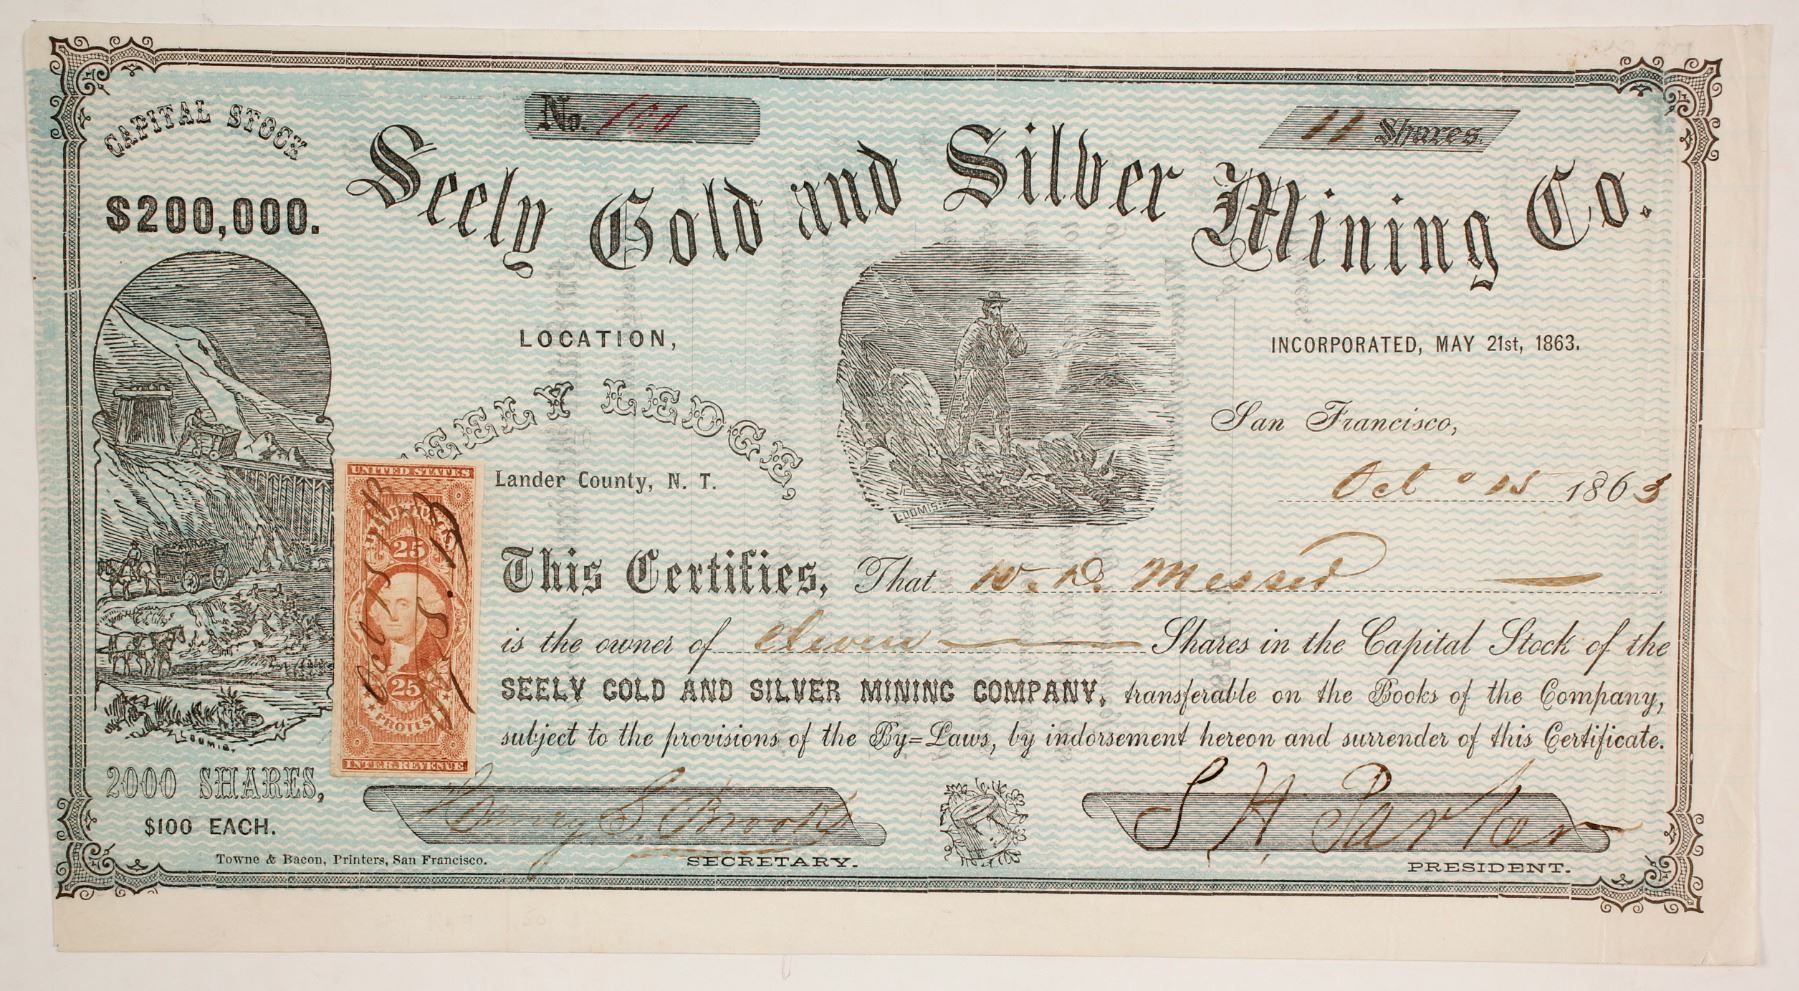 CAPITAL STOCK
$200,000.
No.
11 Shares
Seely Gold and Silver Mining Co.
LOCATION,
SEELY LEDGE
Lander County, N. T.
INCORPORATED, MAY 21st, 1863.
San Francisco,
Oct 15 1863
LOOMIS
This Certifies, That W. D.
is the owner of eleven Shares in the Capital Stock of the
SEELY GOLD AND SILVER MINING COMPANY, transferable on the Books of the Company,
subject to the provisions of the By=Laws, by indorsement hereon and surrender of this Certificate.
UNITED STATES
25
25
PROTEST
INTER. REVENUE
LOOMIS.
2000 SHARES,
$100 EACH.
Henry S. Brooks
SECRETARY.
S H Parker
PRESIDENT.
Towne & Bacon, Printers, San Francisco.